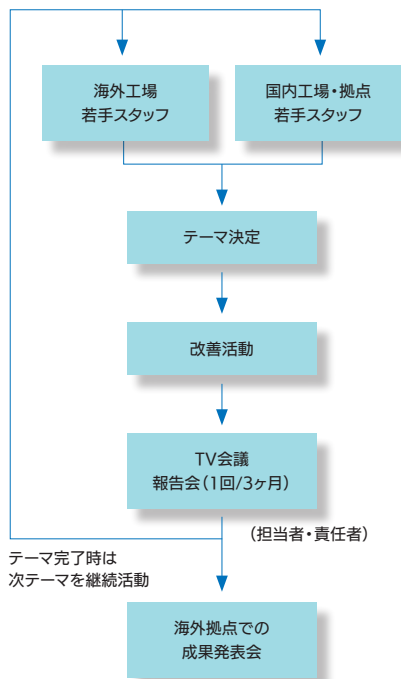 海外工場
若手スタッフ
国内工場・拠点
若手スタッフ
テーマ決定
改善活動
TV会議
報告会（1回/3ヶ月）
（担当者・責任者）
テーマ完了時は
次テーマを継続活動
海外拠点での
成果発表会